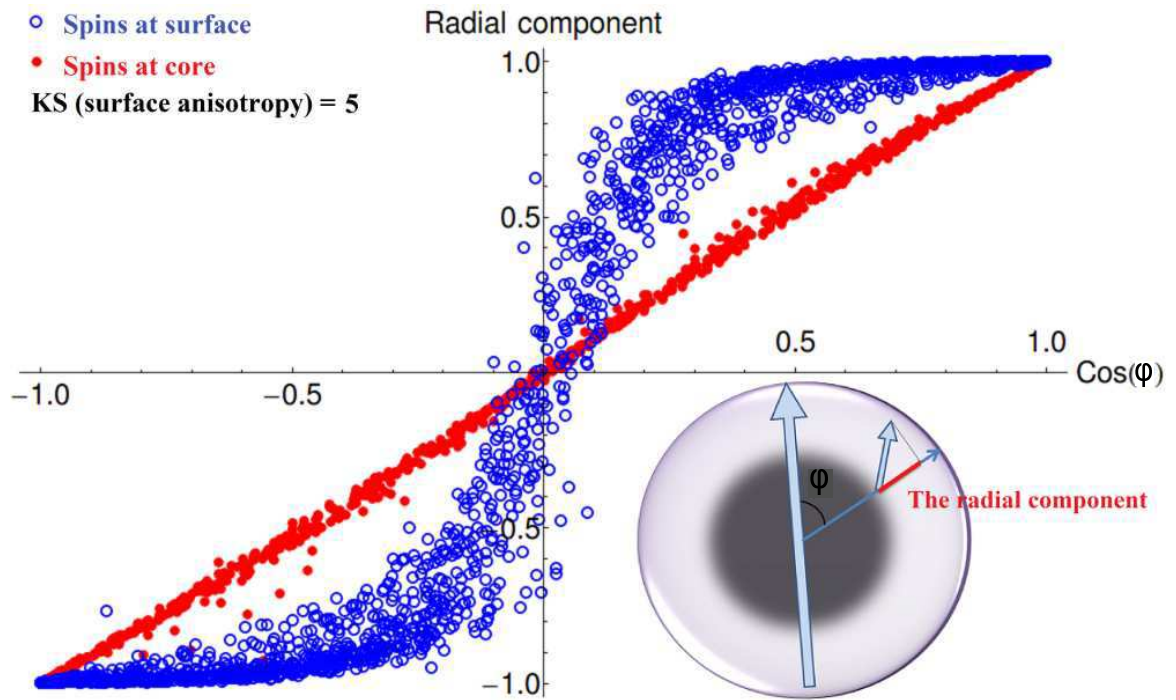 Spins at surface
Spins at core
KS (surface anisotropy) = 5
Radial component
1.0
0.5
−1.0
−0.5
0.5
1.0
Cos(φ)
0.5
−1.0
φ
The radial component